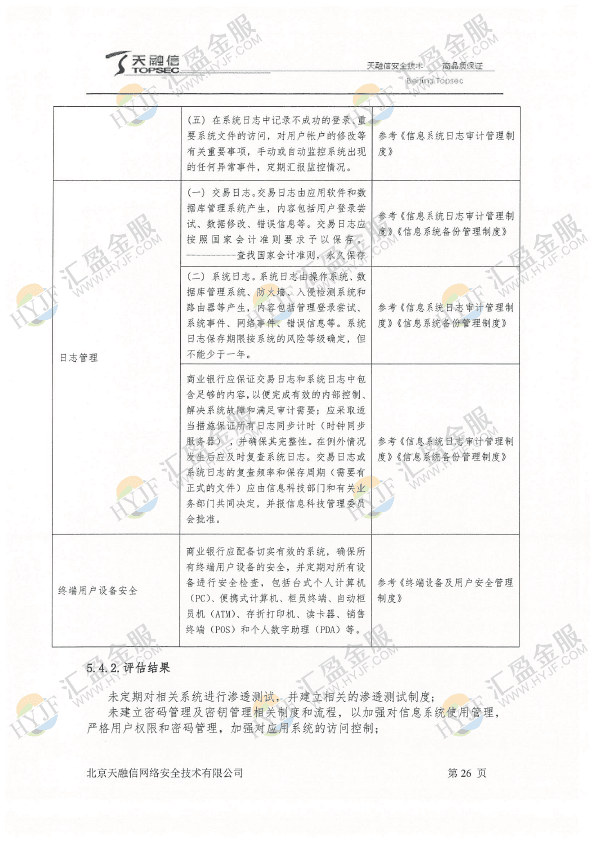 天融信
TOPSEC
天融信安全技术 高品质保证
Beijing Topsec
（五）在系统日志中记录不成功的登录、重
要系统文件的访问，对用户帐户的修改等
有关重要事项，手动或自动监控系统出现
的任何异常事件，定期汇报监控情况。
参考《信息系统日志审计管理制
度》
日志管理
（一）交易日志。交易日志由应用软件和数
据库管理系统产生，内容包括用户登录尝
试、数据修改、错误信息等。交易日志应
按照国家会计准则要求予以保存。
----------查找国家会计准则，永久保存
参考《信息系统日志审计管理制
度》《信息系统备份管理制度》
（二）系统日志。系统日志由操作系统、数
据库管理系统、防火墙、入侵检测系统和
路由器等产生，内容包括管理登录尝试、
系统事件、网络事件、错误信息等。系统
日志保存期限按系统的风险等级确定，但
不能少于一年。
参考《信息系统日志审计管理制
度》《信息系统备份管理制度》
商业银行应保证交易日志和系统日志中包
含足够的内容，以便完成有效的内部控制、
解决系统故障和满足审计需要；应采取适
当措施保证所有日志同步计时（时钟同步
服务器），并确保其完整性。在例外情况
发生后应及时复查系统日志。交易日志或
系统日志的复查频率和保存周期（需要有
正式的文件）应由信息科技部门和有关业
务部门共同决定，并报信息科技管理委员
会批准。
参考《信息系统日志审计管理制
度》《信息系统备份管理制度》
终端用户设备安全
商业银行应配备切实有效的系统，确保所
有终端用户设备的安全，并定期对所有设
备进行安全检查，包括台式个人计算机
（PC）、便携式计算机、柜员终端、自动柜
员机（ATM）、存折打印机、读卡器、销售
终端（POS）和个人数字助理（PDA）等。
参考《终端设备及用户安全管理
制度》
5.4.2.评估结果
未定期对相关系统进行渗透测试，并建立相关的渗透测试制度；
未建立密码管理及密钥管理相关制度和流程，以加强对信息系统使用管理，
严格用户权限和密码管理，加强对应用系统的访问控制；
北京天融信网络安全技术有限公司 第 26 页
汇盈金服
WWW.HYJF.COM
HYJF